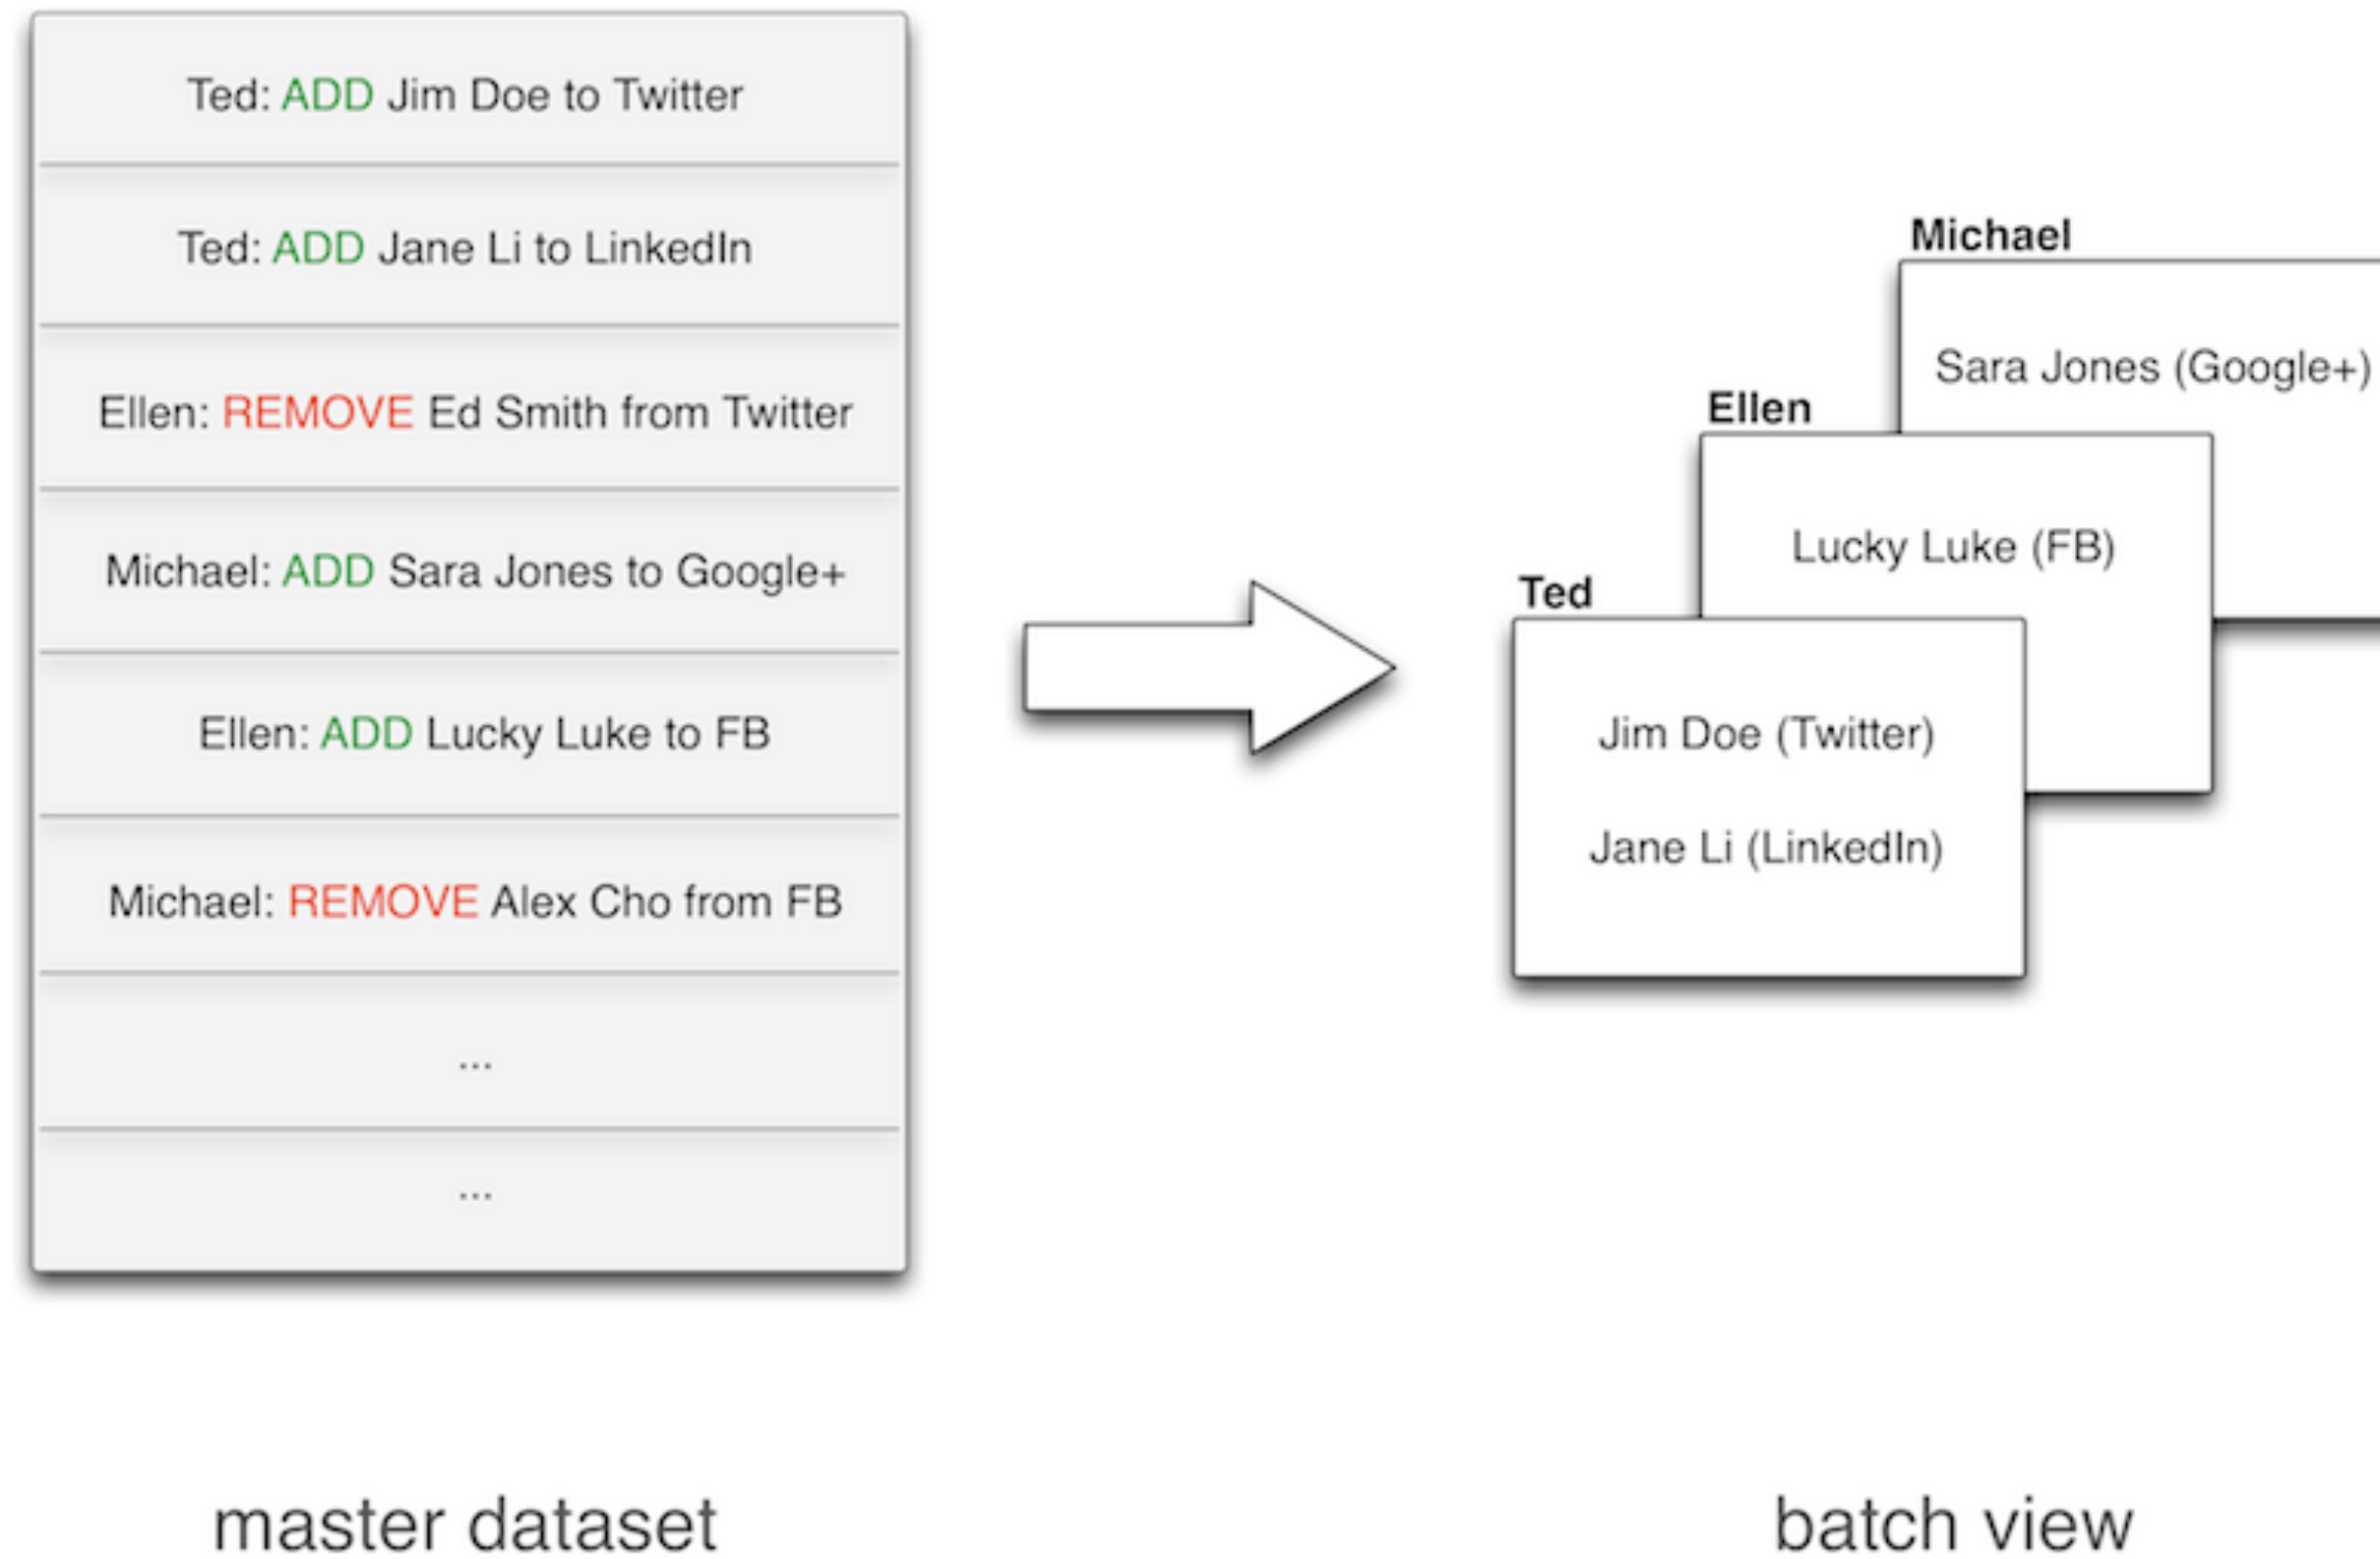 Ted: ADD Jim Doe to Twitter
Ted: ADD Jane Li to LinkedIn
Ellen: REMOVE Ed Smith from Twitter
Michael: ADD Sara Jones to Google+
Ellen: ADD Lucky Luke to FB
Michael: REMOVE Alex Cho from FB
...
...
master dataset
Michael
Sara Jones (Google+)
Ellen
Lucky Luke (FB)
Ted
Jim Doe (Twitter)
Jane Li (LinkedIn)
batch view